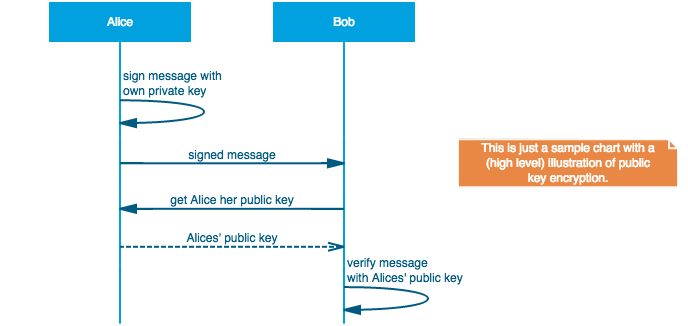 Alice
Bob
sign message with
own private key
signed message
This is just a sample chart with a
(high level) illustration of public
key encryption.
get Alice her public key
Alices' public key
verify message
with Alices' public key